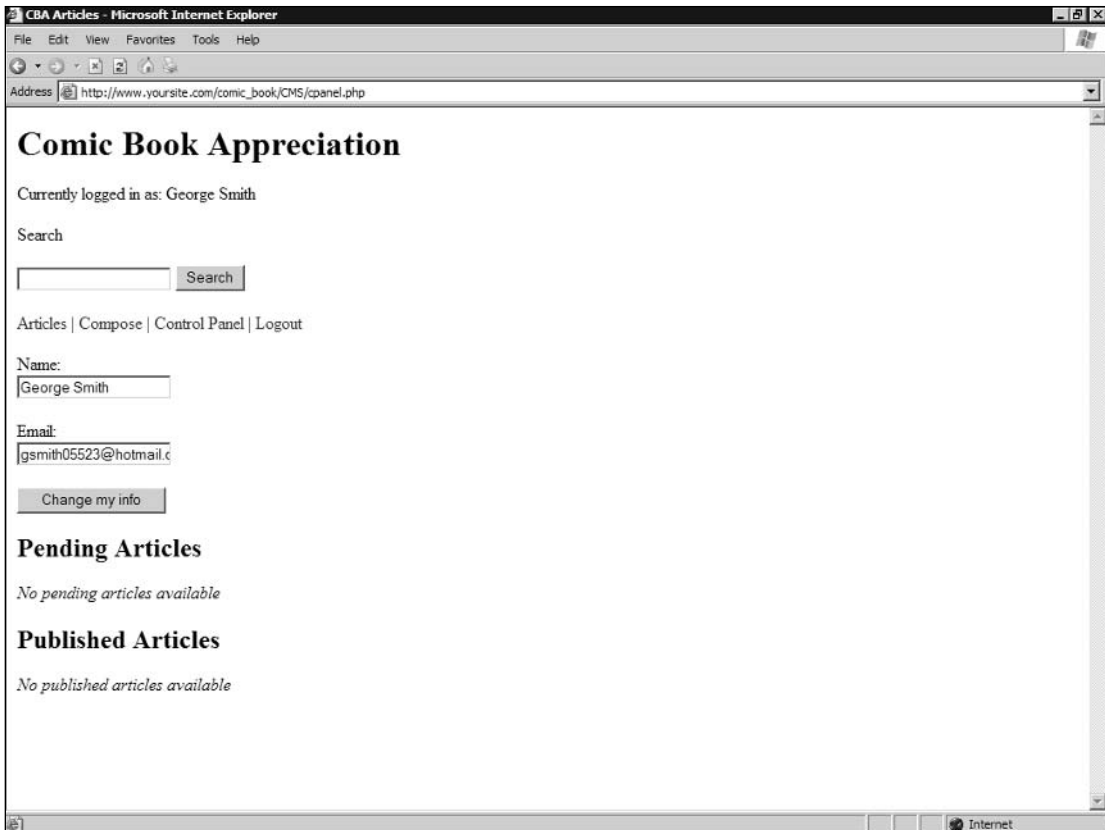 CBA Articles - Microsoft Internet Explorer
File Edit View Favorites Tools Help
Address http://www.yoursite.com/comic_book/CMS/cpanel.php
Comic Book Appreciation
Currently logged in as: George Smith
Search
Search
Articles | Compose | Control Panel | Logout
Name:
George Smith
Email:
gsmith05523@hotmail.c
Change my info
Pending Articles
No pending articles available
Published Articles
No published articles available
Internet